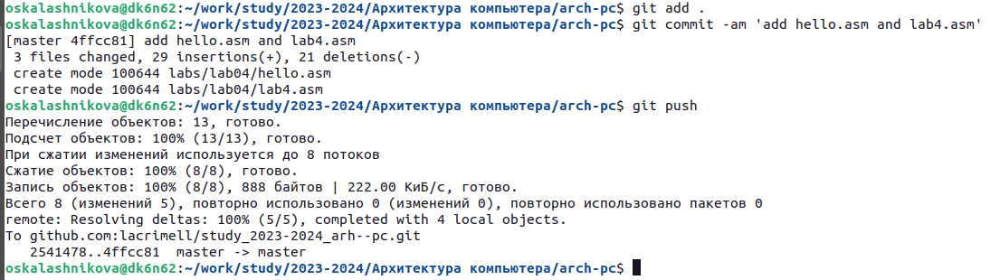 oskalashnikova@dk6n62:~/work/study/2023-2024/Архитектура компьютера/arch-pc$ git add .
oskalashnikova@dk6n62:~/work/study/2023-2024/Архитектура компьютера/arch-pc$ git commit -am 'add hello.asm and lab4.asm'
[master 4ffcc81] add hello.asm and lab4.asm
 3 files changed, 29 insertions(+), 21 deletions(-)
 create mode 100644 labs/lab04/hello.asm
 create mode 100644 labs/lab04/lab4.asm
oskalashnikova@dk6n62:~/work/study/2023-2024/Архитектура компьютера/arch-pc$ git push
Перечисление объектов: 13, готово.
Подсчет объектов: 100% (13/13), готово.
При сжатии изменений используется до 8 потоков
Сжатие объектов: 100% (8/8), готово.
Запись объектов: 100% (8/8), 888 байтов | 222.00 КиБ/с, готово.
Всего 8 (изменений 5), повторно использовано 0 (изменений 0), повторно использовано пакетов 0
remote: Resolving deltas: 100% (5/5), completed with 4 local objects.
To github.com:lacrimell/study_2023-2024_arh--pc.git
   2541478..4ffcc81  master -> master
oskalashnikova@dk6n62:~/work/study/2023-2024/Архитектура компьютера/arch-pc$